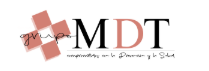 grupo MDT
comprometidos con la Prevención y la Salud